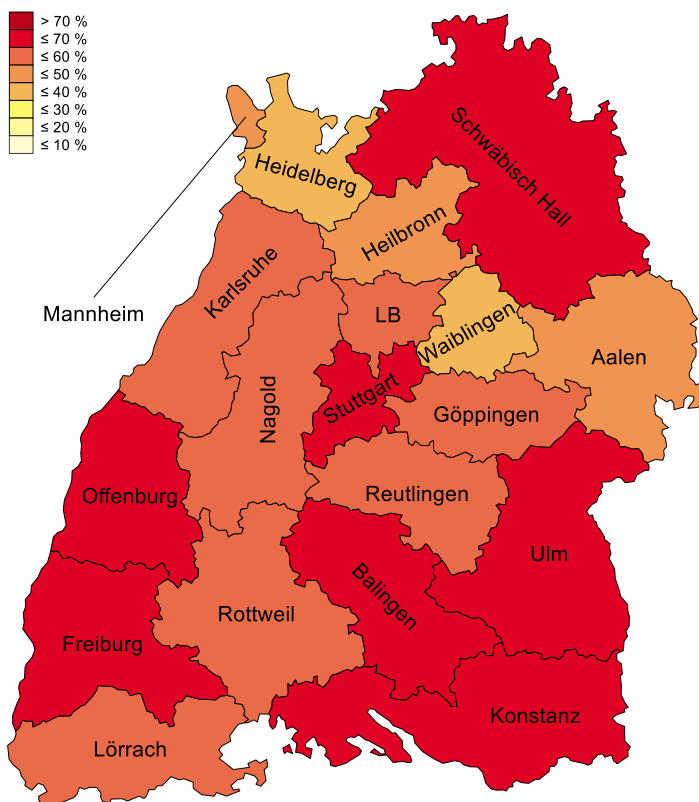 > 70 %
≤ 70 %
≤ 60 %
≤ 50 %
≤ 40 %
≤ 30 %
≤ 20 %
≤ 10 %
Schwäbisch Hall
Heidelberg
Heilbronn
Karlsruhe
Mannheim
LB
Waiblingen
Aalen
Stuttgart
Nagold
Göppingen
Offenburg
Reutlingen
Ulm
Balingen
Rottweil
Freiburg
Konstanz
Lörrach